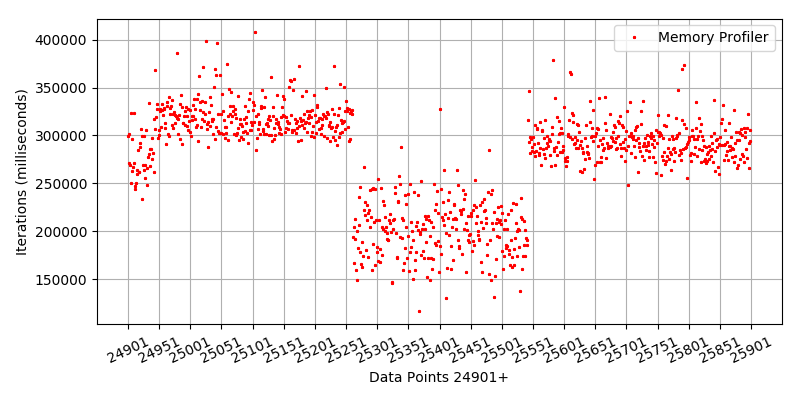 Memory Profiler
Iterations (milliseconds)
400000
350000
300000
250000
200000
150000
24901 24951 25001 25051 25101 25151 25201 25251 25301 25351 25401 25451 25501 25551 25601 25651 25701 25751 25801 25851 25901
Data Points 24901+